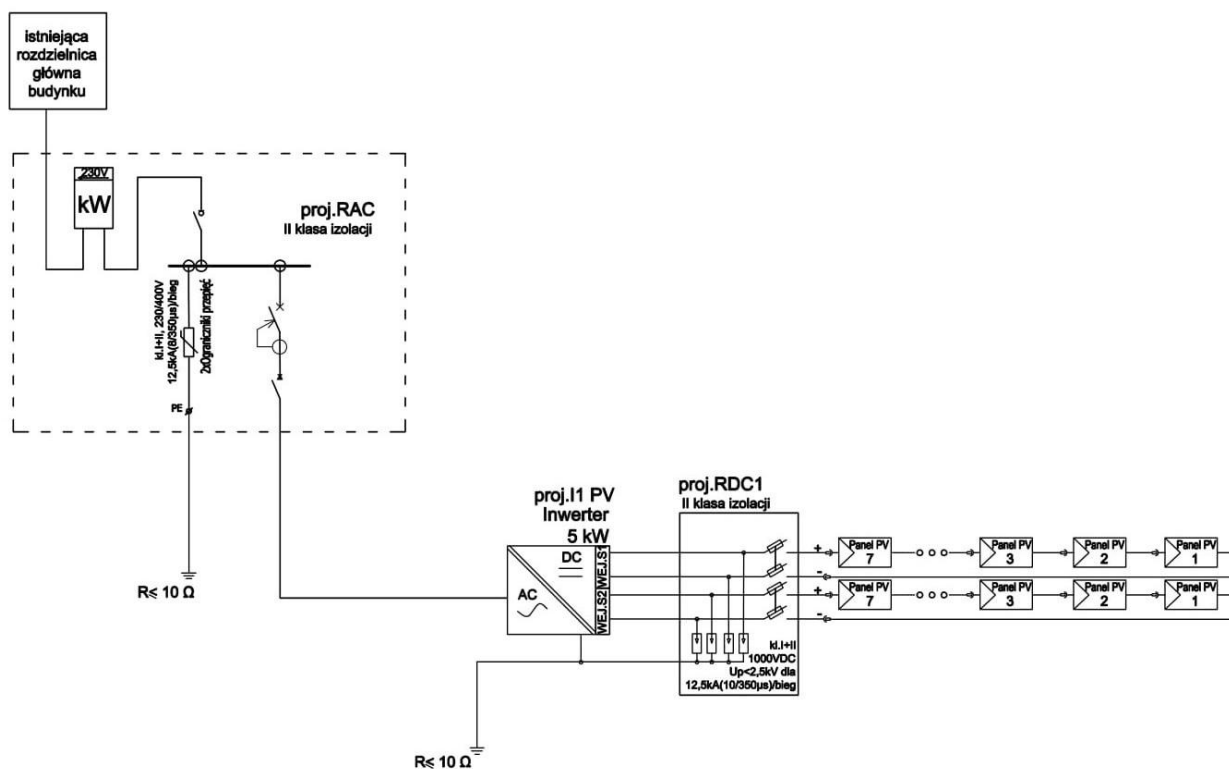 istniejąca
rozdzielnica
główna
budynku
230V
kW
proj.RAC
II klasa izolacji
kl.I+II, 230/400V
12,5kA(8/350µs)/bieg
2xOgraniczniki przepięć
PE
R≤ 10 Ω
proj.I1 PV
Inwerter
5 kW
DC
AC
WEJ.S1
WEJ.S2
proj.RDC1
II klasa izolacji
kl.I+II
1000VDC
Up<2,5kV dla
12,5kA(10/350µs)/bieg
+
Panel PV
7
Panel PV
3
Panel PV
2
Panel PV
1
-
+
Panel PV
7
Panel PV
3
Panel PV
2
Panel PV
1
-
R≤ 10 Ω